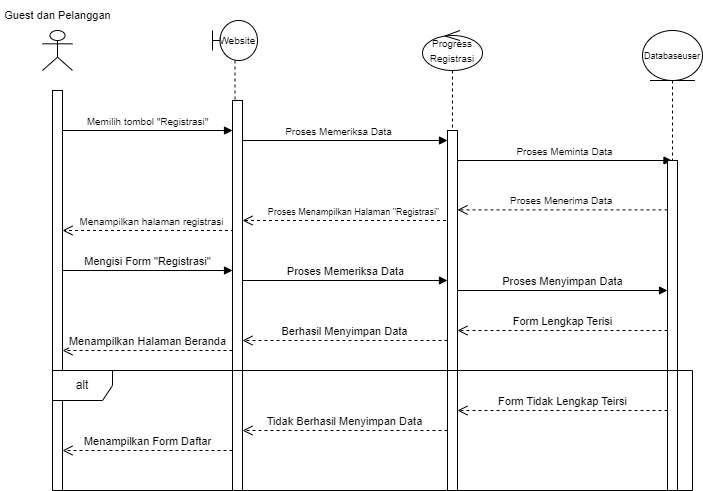 Guest dan Pelanggan
Website
Progress
Registrasi
Databaseuser
Memilih tombol "Registrasi"
Proses Memeriksa Data
Proses Meminta Data
Proses Menerima Data
Proses Menampilkan Halaman "Registrasi"
Menampilkan halaman registrasi
Mengisi Form "Registrasi"
Proses Memeriksa Data
Proses Menyimpan Data
Form Lengkap Terisi
Berhasil Menyimpan Data
Menampilkan Halaman Beranda
alt
Form Tidak Lengkap Teirsi
Tidak Berhasil Menyimpan Data
Menampilkan Form Daftar